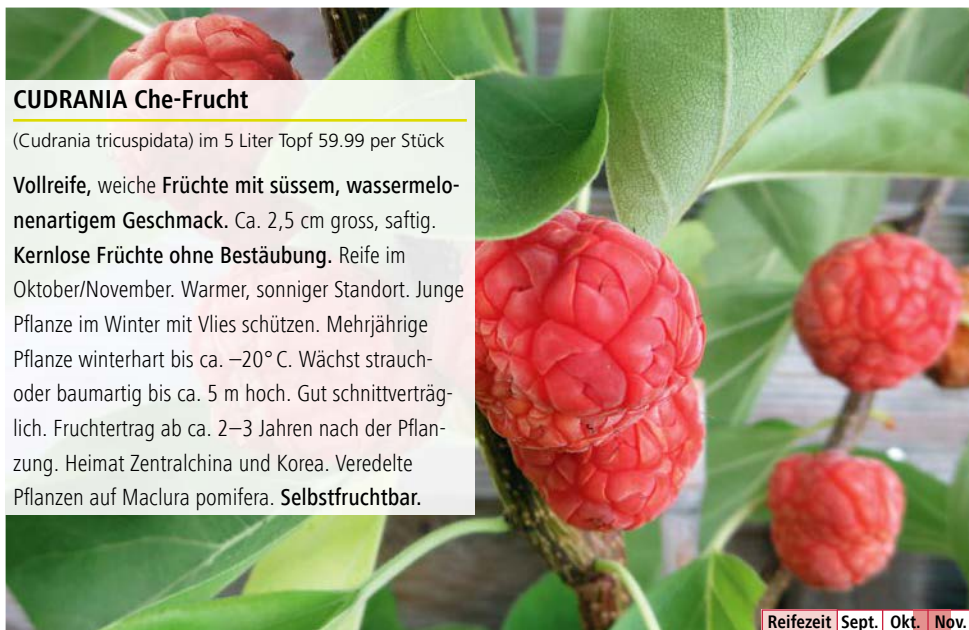 CUDRANIA Che-Frucht
(Cudrania tricuspidata) im 5 Liter Topf 59.99 per Stück
Vollreife, weiche Früchte mit süssem, wassermelo-
nenartigem Geschmack. Ca. 2,5 cm gross, saftig.
Kernlose Früchte ohne Bestäubung. Reife im
Oktober/November. Warmer, sonniger Standort. Junge
Pflanze im Winter mit Vlies schützen. Mehrjährige
Pflanze winterhart bis ca. –20° C. Wächst strauch-
oder baumartig bis ca. 5 m hoch. Gut schnittverträg-
lich. Fruchtertrag ab ca. 2–3 Jahren nach der Pflan-
zung. Heimat Zentralchina und Korea. Veredelte
Pflanzen auf Maclura pomifera. Selbstfruchtbar.
Reifezeit Sept. Okt. Nov.